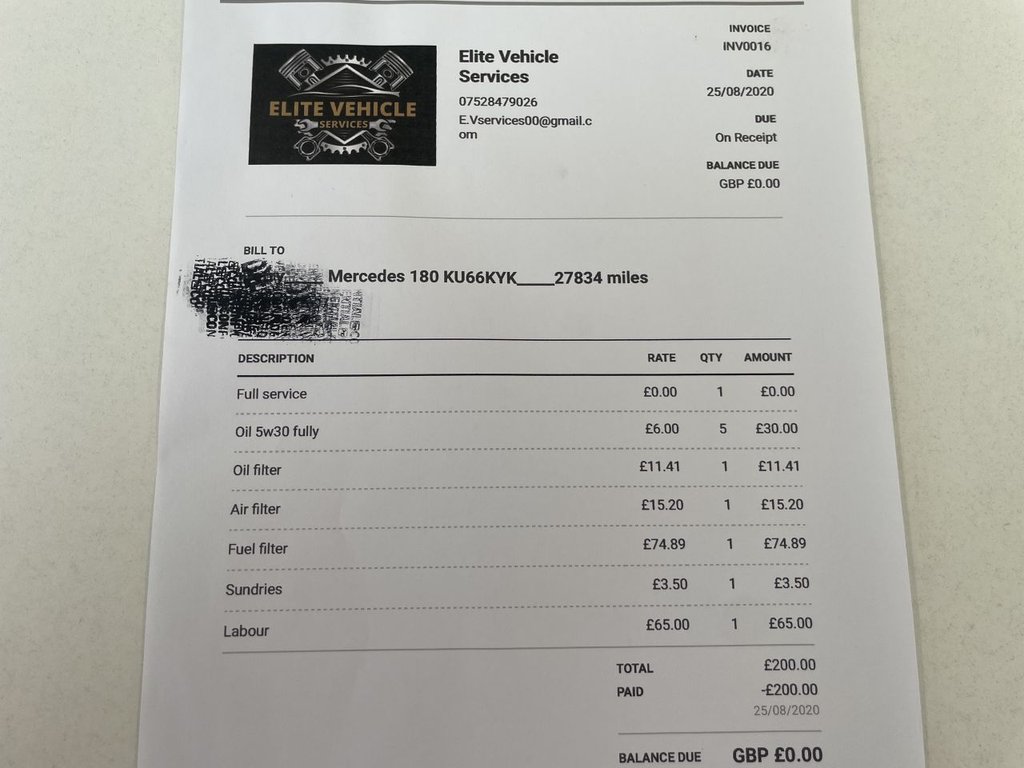 INVOICE
INV0016
DATE
25/08/2020
DUE
On Receipt
BALANCE DUE
GBP £0.00
ELITE VEHICLE
SERVICES
Elite Vehicle
Services
07528479026
E.Vservices00@gmail.c
om
BILL TO
Mercedes 180 KU66KYK____27834 miles
DESCRIPTION RATE QTY AMOUNT
Full service £0.00 1 £0.00
Oil 5w30 fully £6.00 5 £30.00
Oil filter £11.41 1 £11.41
Air filter £15.20 1 £15.20
Fuel filter £74.89 1 £74.89
Sundries £3.50 1 £3.50
Labour £65.00 1 £65.00
TOTAL £200.00
PAID -£200.00
25/08/2020
BALANCE DUE GBP £0.00